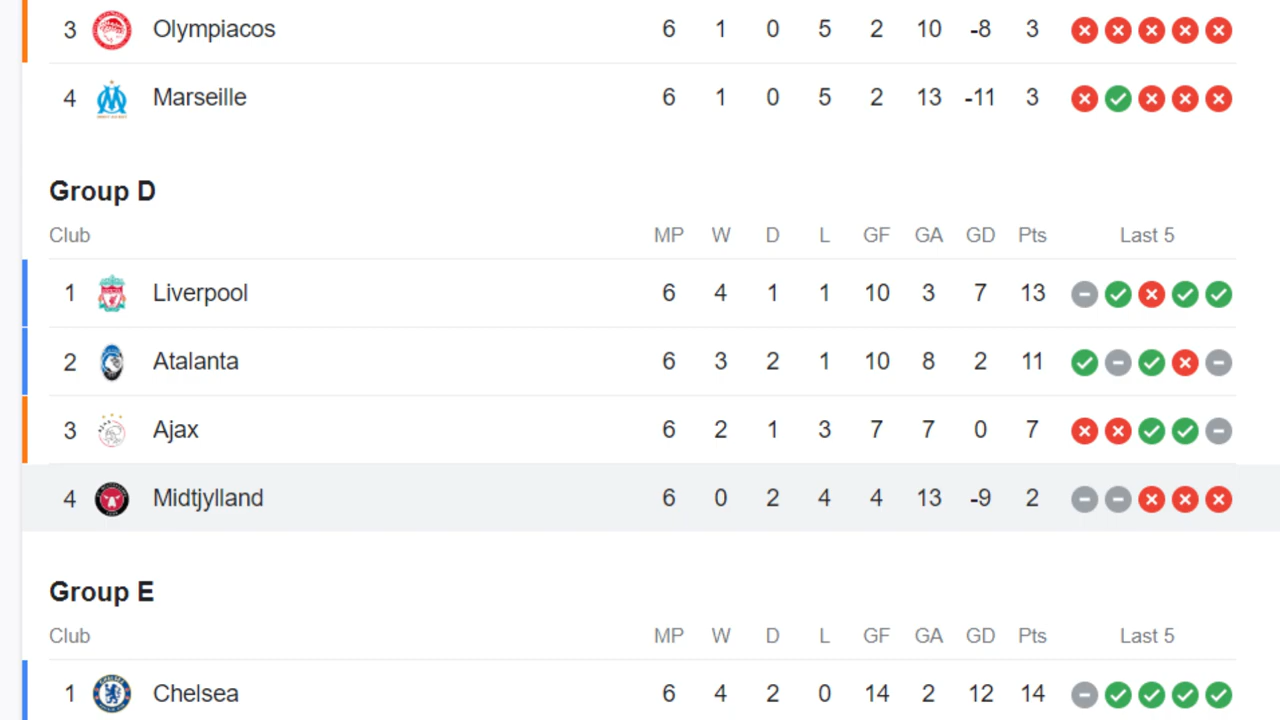 3 Olympiacos 6 1 0 5 2 10 -8 3
4 Marseille 6 1 0 5 2 13 -11 3
Group D
Club MP W D L GF GA GD Pts Last 5
1 Liverpool 6 4 1 1 10 3 7 13
2 Atalanta 6 3 2 1 10 8 2 11
3 Ajax 6 2 1 3 7 7 0 7
4 Midtjylland 6 0 2 4 4 13 -9 2
Group E
Club MP W D L GF GA GD Pts Last 5
1 Chelsea 6 4 2 0 14 2 12 14